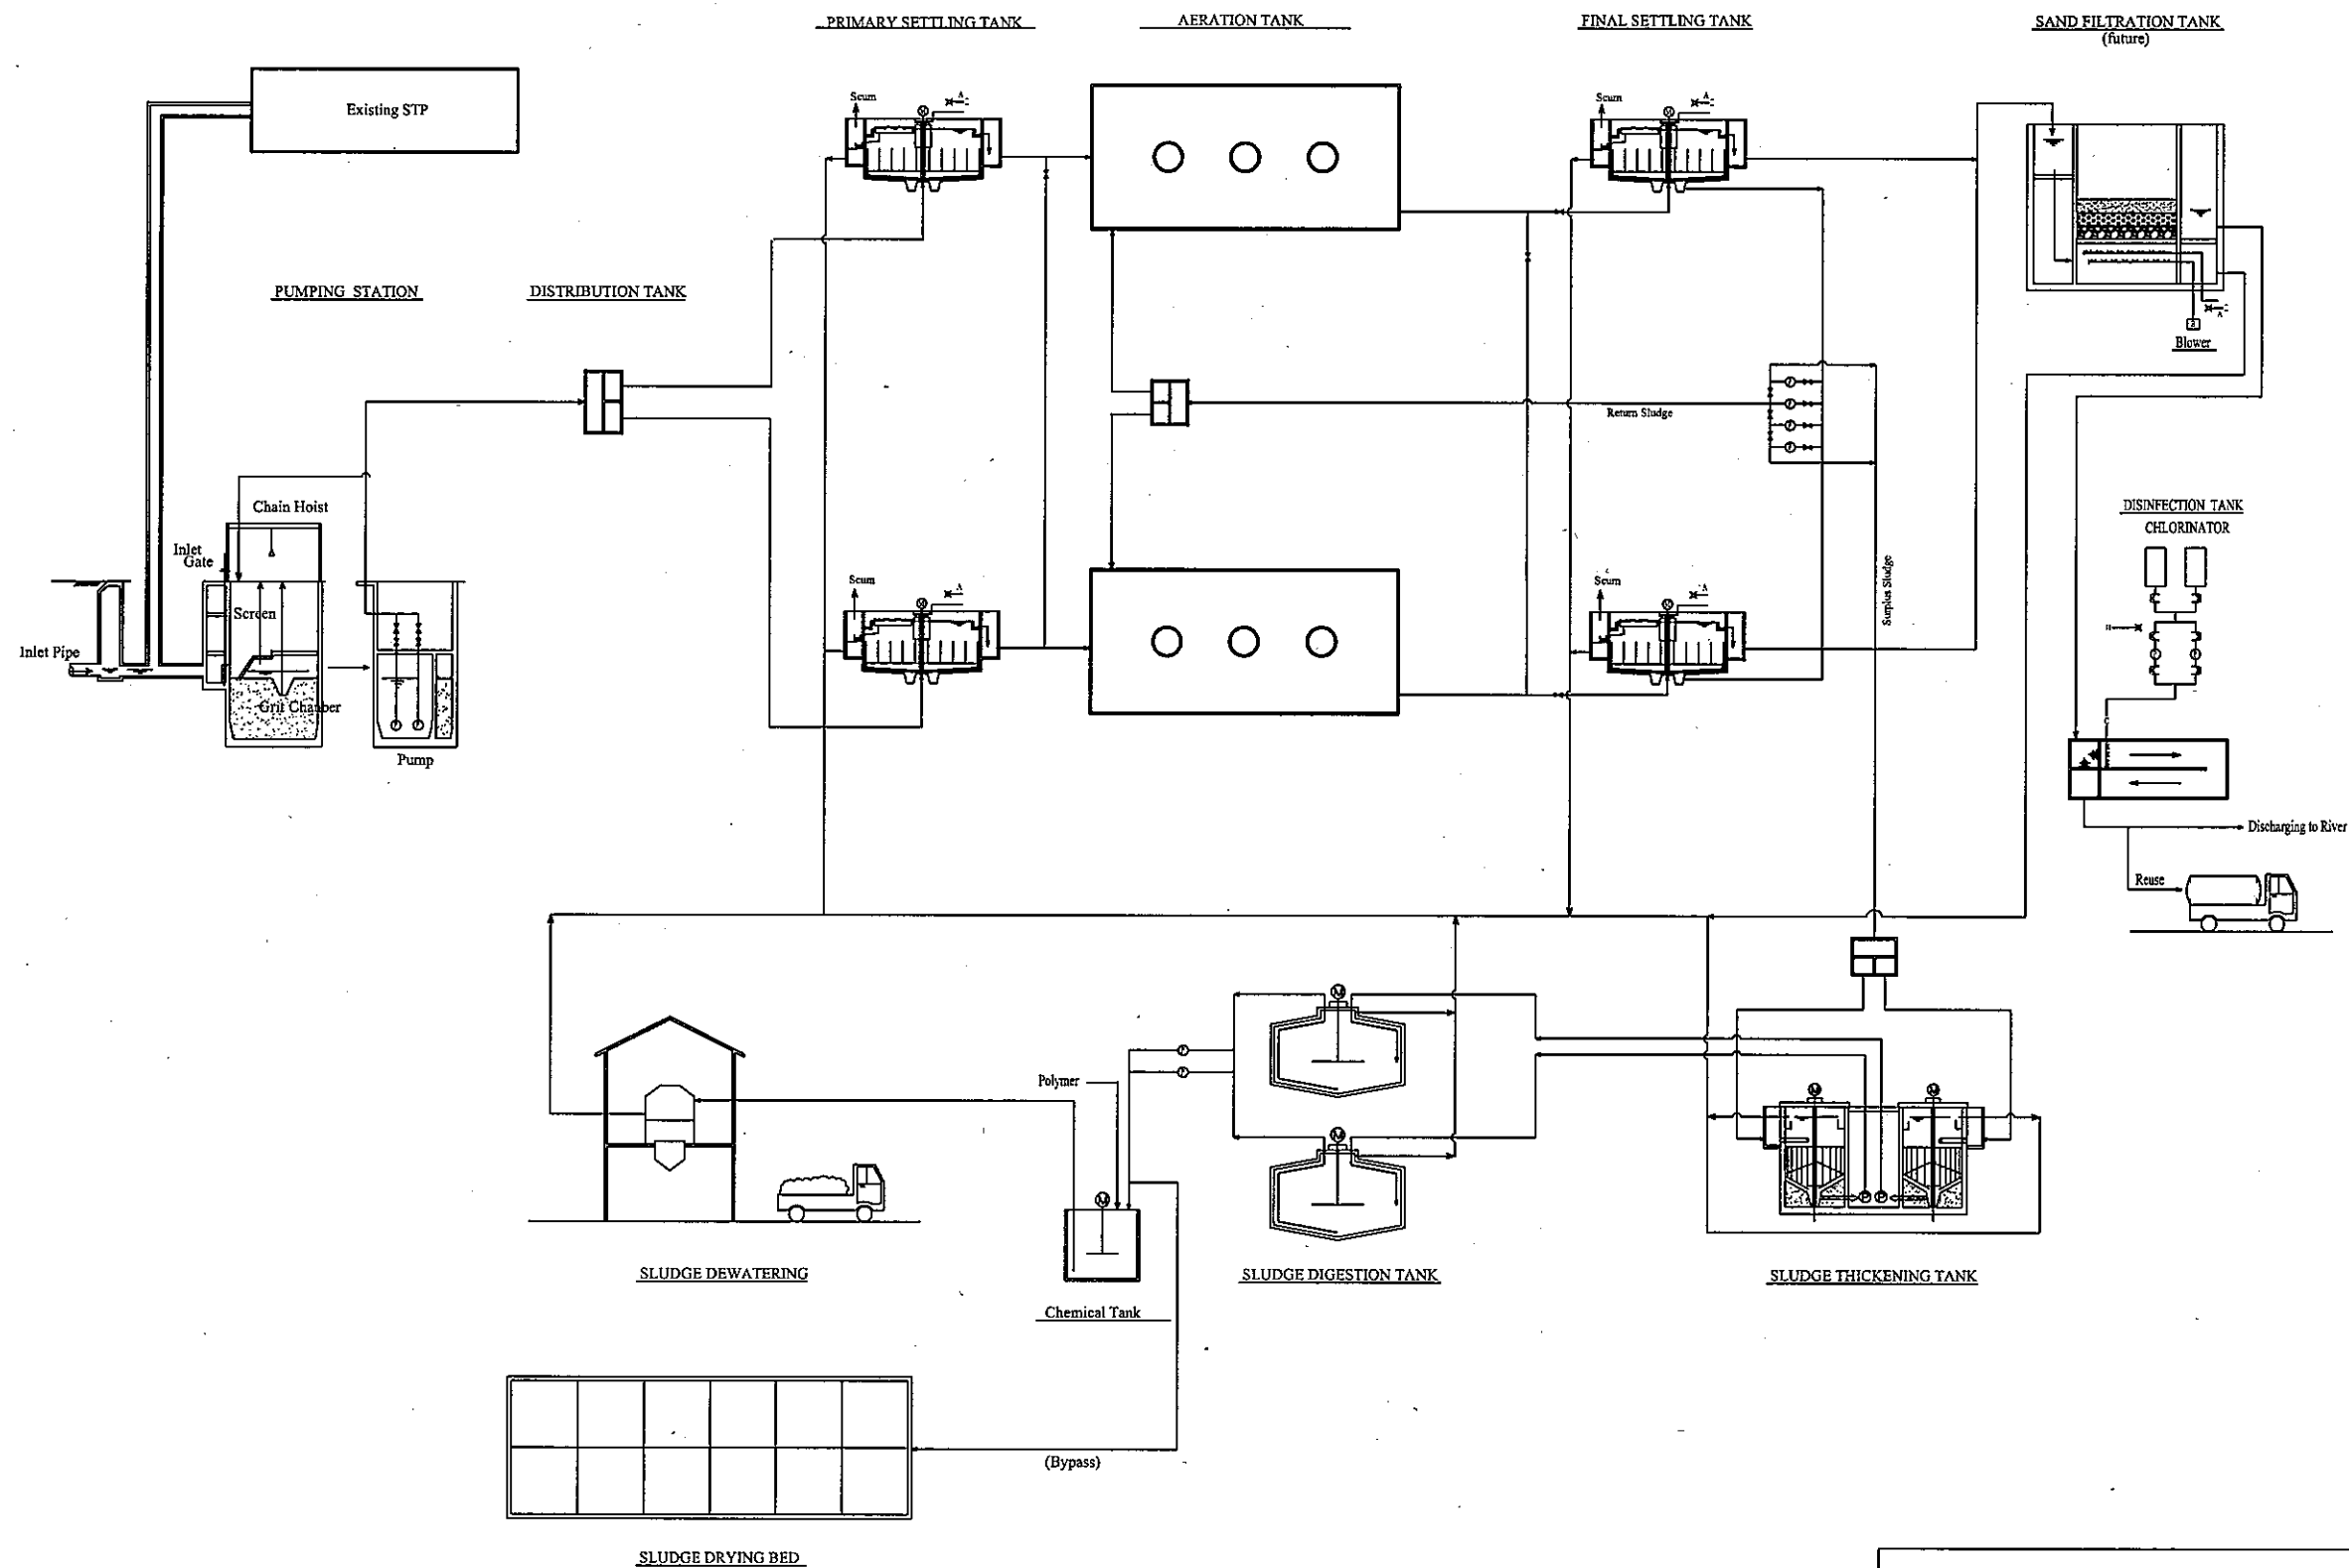 PRIMARY SETTLING TANK
AERATION TANK
FINAL SETTLING TANK
SAND FILTRATION TANK
(future)
Existing STP
Scum
A
M
Scum
A
M
PUMPING STATION
DISTRIBUTION TANK
Blower
B
A
Return Sludge
P
P
P
P
Chain Hoist
Inlet
Gate
Screen
Inlet Pipe
Grit Chamber
Pump
P
P
Scum
A
M
Scum
A
M
Surplus Sludge
DISINFECTION TANK
CHLORINATOR
P
P
C
Discharging to River
Reuse
M
P
P
Polymer
M
M
M
M
P
P
SLUDGE DEWATERING
Chemical Tank
SLUDGE DIGESTION TANK
SLUDGE THICKENING TANK
(Bypass)
SLUDGE DRYING BED